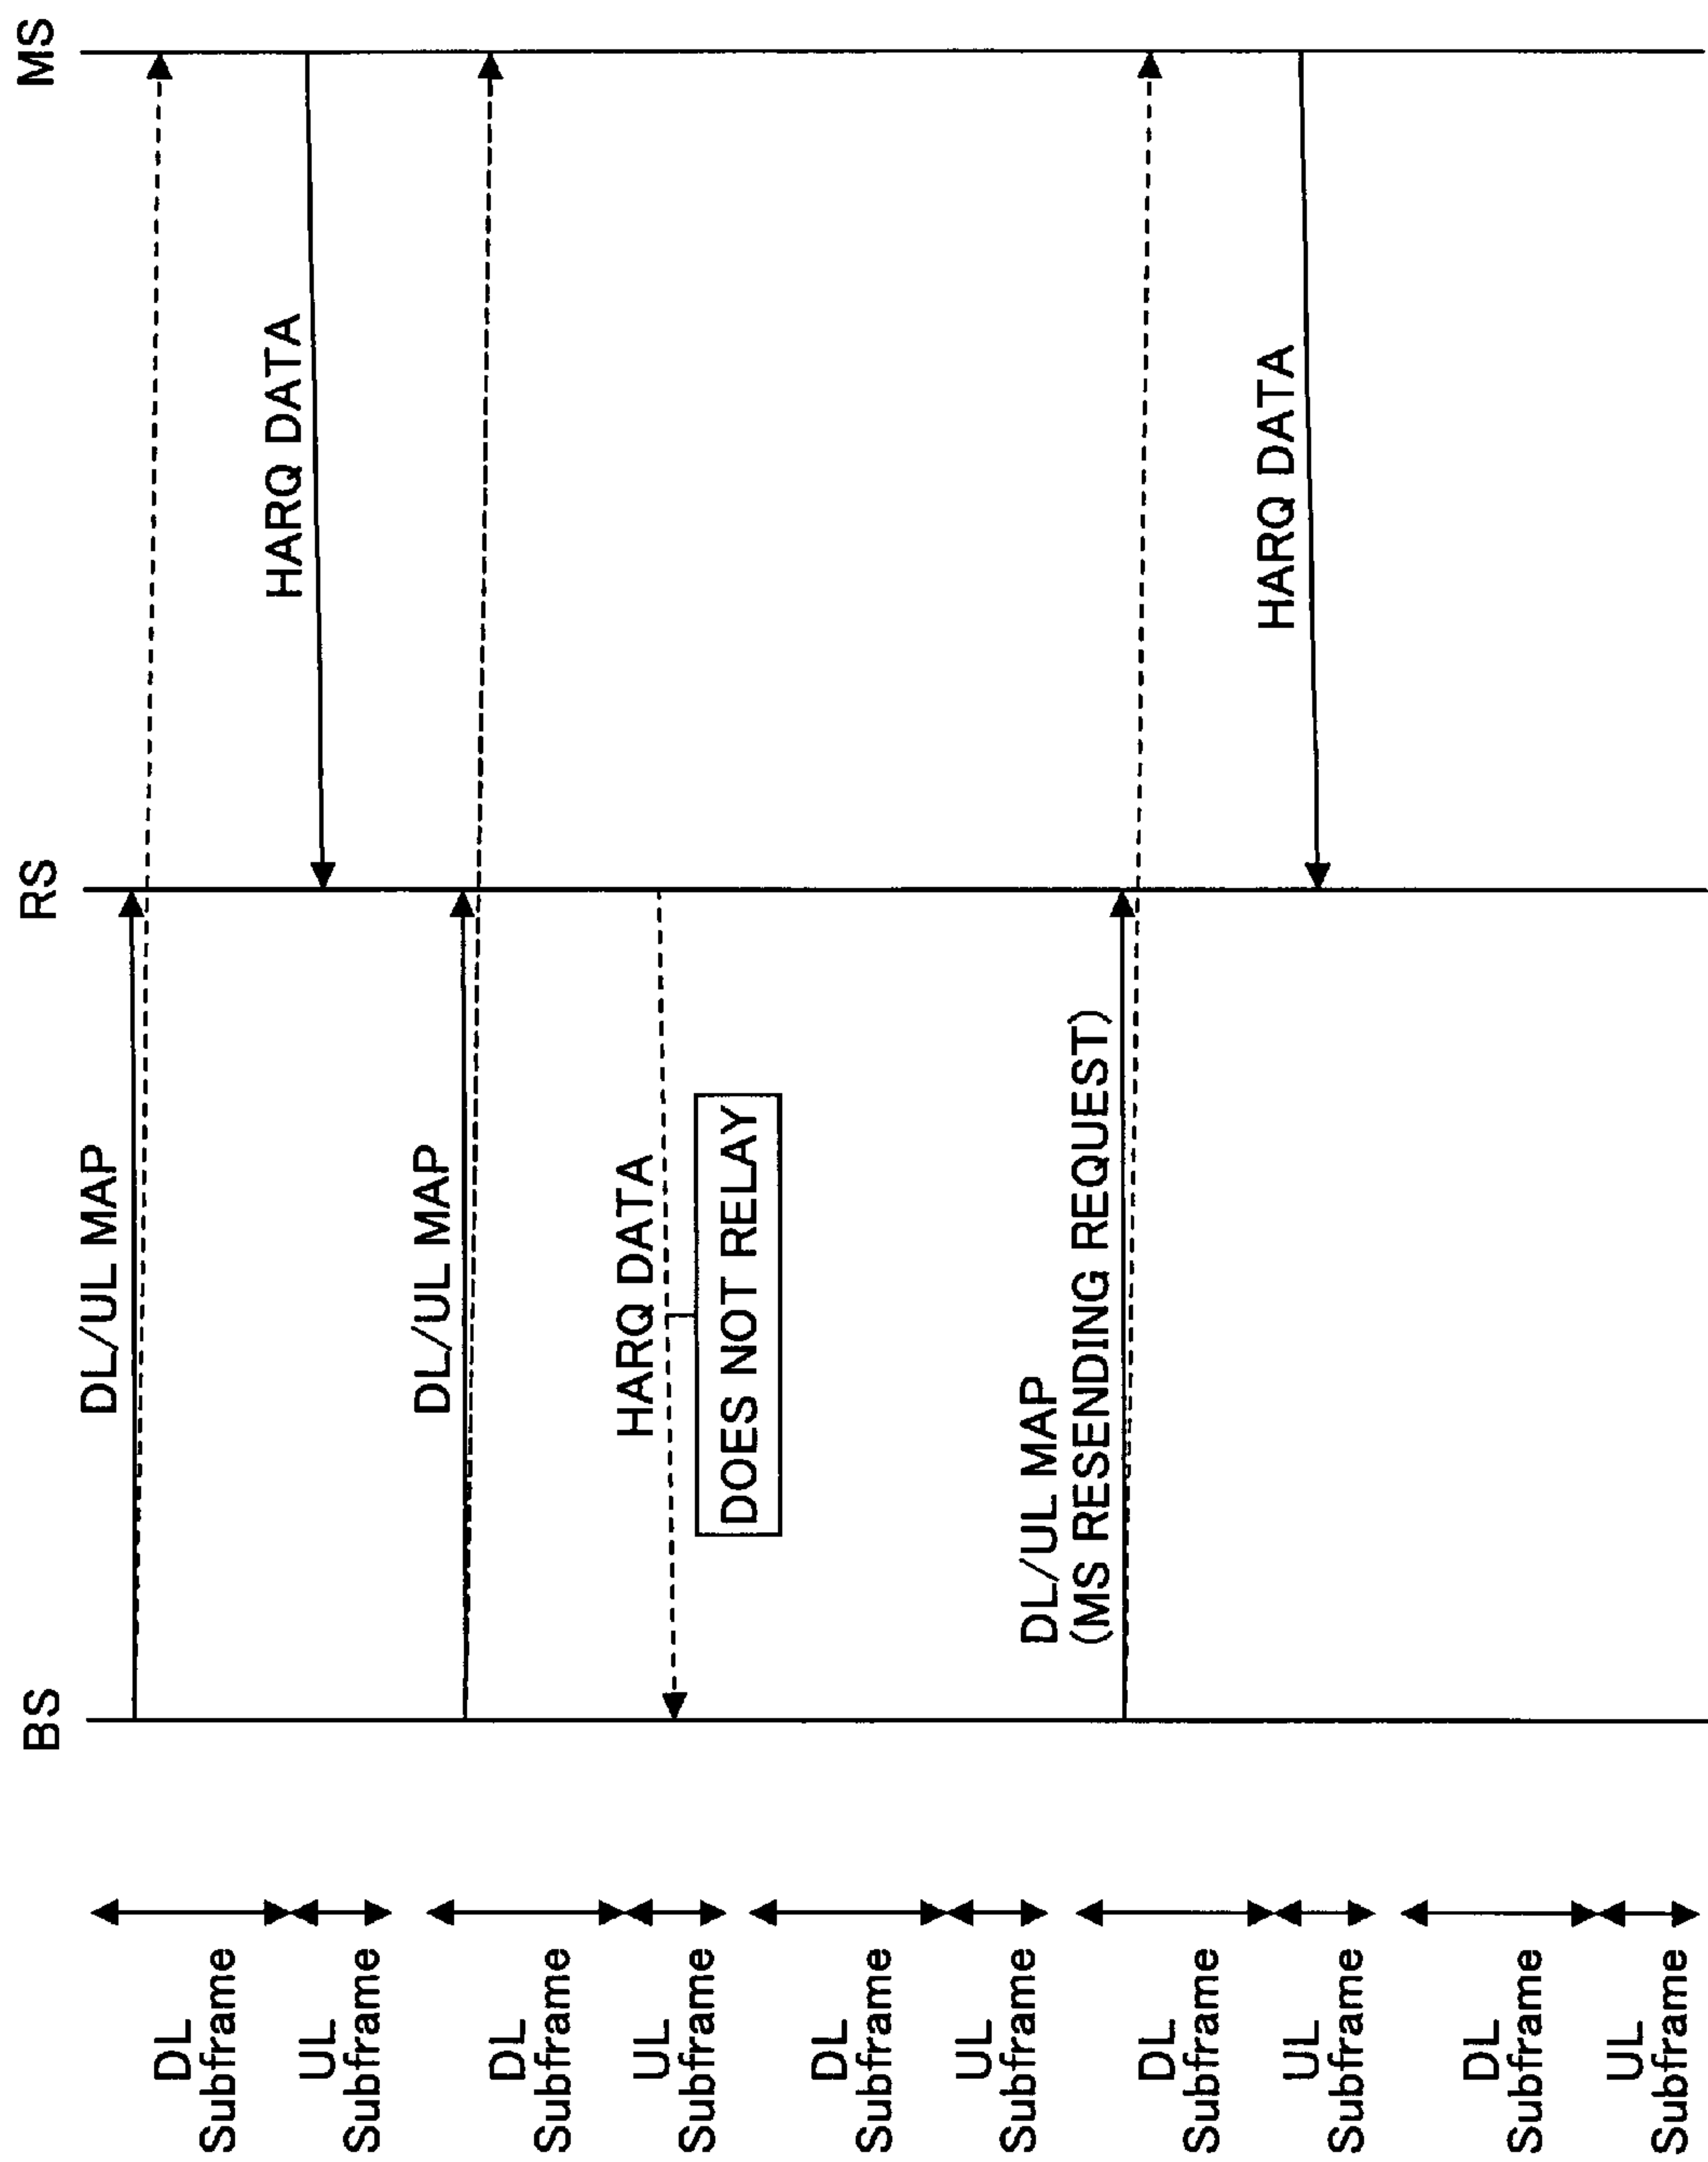 BS
RS
MS
DL
Subframe
DL/UL MAP
UL
Subframe
HARQ DATA
DL
Subframe
DL/UL MAP
UL
Subframe
HARQ DATA
DOES NOT RELAY
DL
Subframe
UL
Subframe
DL
Subframe
DL/UL MAP
(MS RESENDING REQUEST)
UL
Subframe
HARQ DATA
DL
Subframe
UL
Subframe